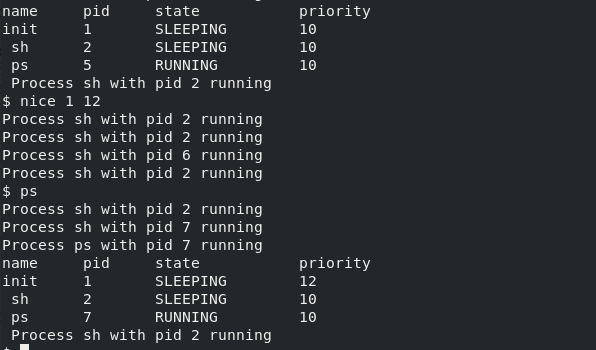 name     pid     state           priority
init     1       SLEEPING        10
 sh      2       SLEEPING        10
 ps      5       RUNNING         10
 Process sh with pid 2 running
$ nice 1 12
Process sh with pid 2 running
Process sh with pid 2 running
Process sh with pid 6 running
Process sh with pid 2 running
$ ps
Process sh with pid 2 running
Process sh with pid 7 running
Process ps with pid 7 running
name     pid     state           priority
init     1       SLEEPING        12
 sh      2       SLEEPING        10
 ps      7       RUNNING         10
 Process sh with pid 2 running
$